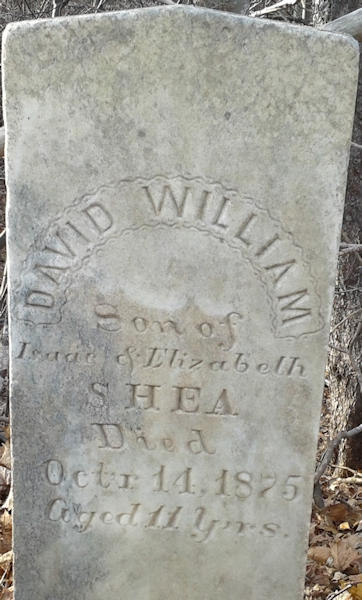 DAVID WILLIAM
Son of
Isaac & Elizabeth
SHEA
Died
Octr 14, 1875
Aged 11 Yrs.